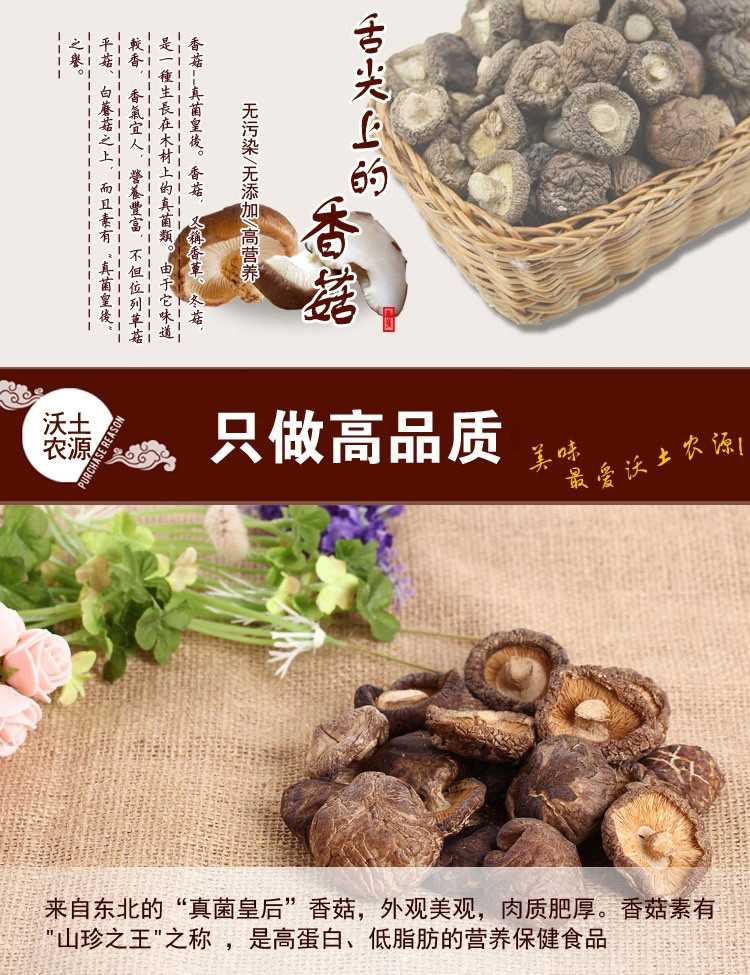 舌尖上的
香菇
无污染/无添加/高营养
香菇—真菌皇後。香菇，又稱香蕈、冬菇，
是一種生長在木材上的真菌類。由于它味道
較香，香氣宜人，營養豐富，不但位列草菇
平菇、白蘑菇之上，而且素有“真菌皇後”
之譽。
沃土
农源
PURCHASE REASON
只做高品质
美味
最爱沃土农源!
来自东北的“真菌皇后”香菇，外观美观，肉质肥厚。香菇素有
"山珍之王"之称 ，是高蛋白、低脂肪的营养保健食品